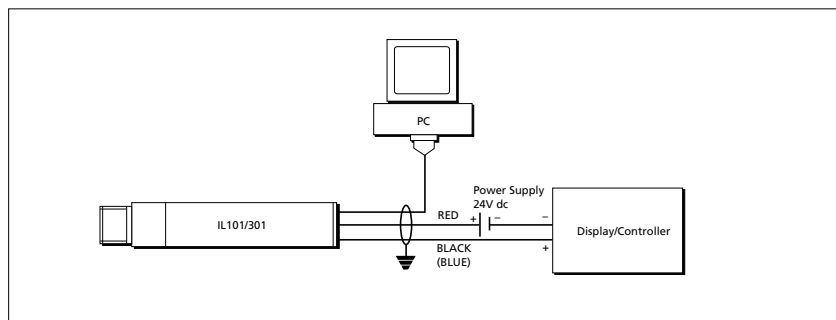 PC
Power Supply
24V dc
IL101/301
RED
+
–
–
Display/Controller
+
BLACK
(BLUE)